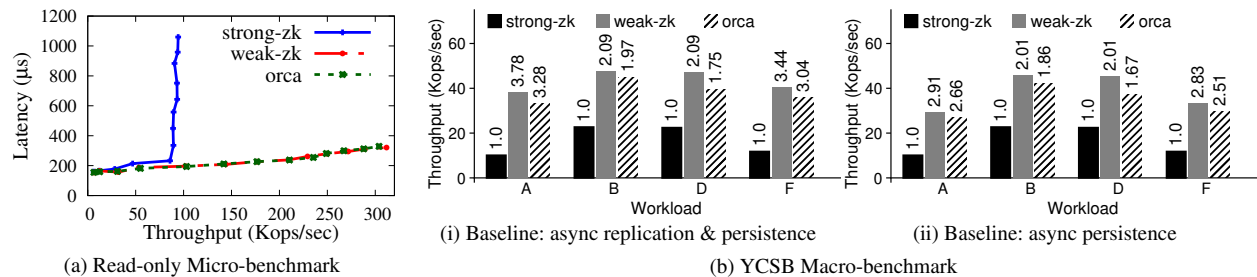 1200
1000
800
600
400
200
0
Latency (μs)
strong-zk
weak-zk
orca
0 50 100 150 200 250 300
Throughput (Kops/sec)
(a) Read-only Micro-benchmark
strong-zk weak-zk orca
60
40
20
0
Throughput (Kops/sec)
1.0 3.78 3.28
1.0 2.09 1.97
1.0 2.09 1.75
1.0 3.44 3.04
A B D F
Workload
(i) Baseline: async replication & persistence
strong-zk weak-zk orca
60
40
20
0
Throughput (Kops/sec)
1.0 2.91 2.66
1.0 2.01 1.86
1.0 2.01 1.67
1.0 2.83 2.51
A B D F
Workload
(ii) Baseline: async persistence
(b) YCSB Macro-benchmark